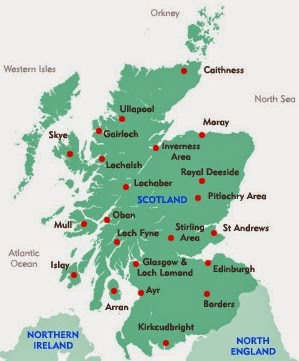 Orkney
Caithness
Western Isles
North Sea
Ullapool
Moray
Skye
Gairloch
Inverness
Area
Lochalsh
Royal Deeside
Lochaber
Pitlochry Area
SCOTLAND
Oban
Mull
Stirling
Area
St Andrews
Loch Fyne
Atlantic
Ocean
Islay
Glasgow &
Loch Lomond
Edinburgh
Ayr
Borders
Arran
Kirkcudbright
NORTHERN
IRELAND
NORTH
ENGLAND